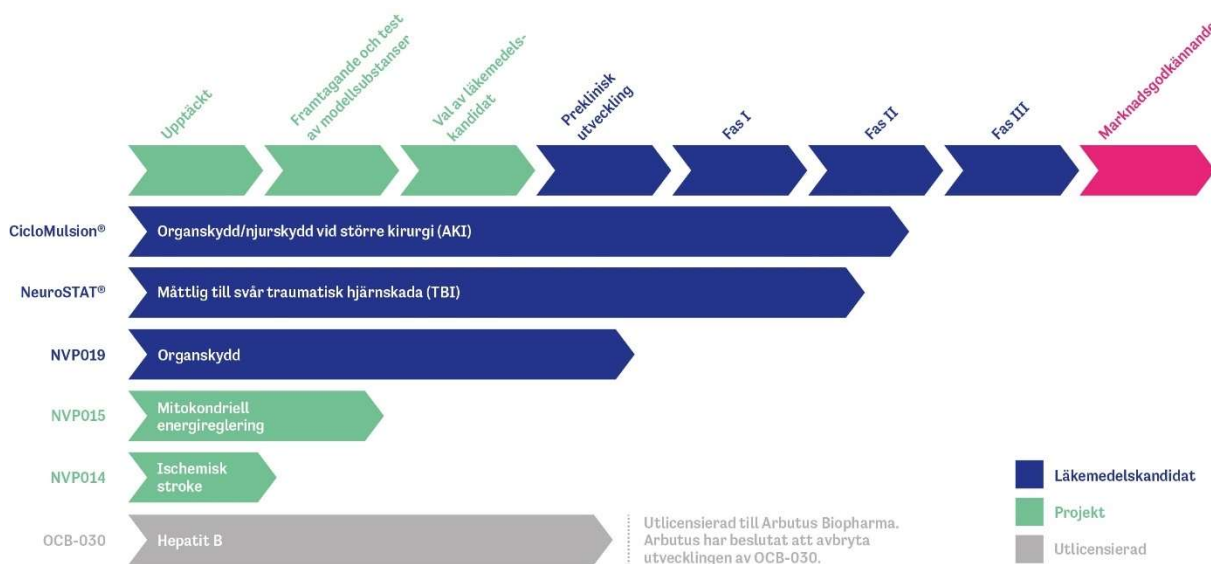 Upptäckt
Framtagande och test
av modellsubstanser
Val av läkemedels-
kandidat
Preklinisk
utveckling
Fas I
Fas II
Fas III
Marknadsgodkännande
CicloMulsion® Organskydd/njurskydd vid större kirurgi (AKI)
NeuroSTAT® Måttlig till svår traumatisk hjärnskada (TBI)
NVP019 Organskydd
NVP015 Mitokondriell
energireglering
NVP014 Ischemisk
stroke
OCB-030 Hepatit B
Utlicensierad till Arbutus Biopharma.
Arbutus har beslutat att avbryta
utvecklingen av OCB-030.
Läkemedelskandidat
Projekt
Utlicensierad